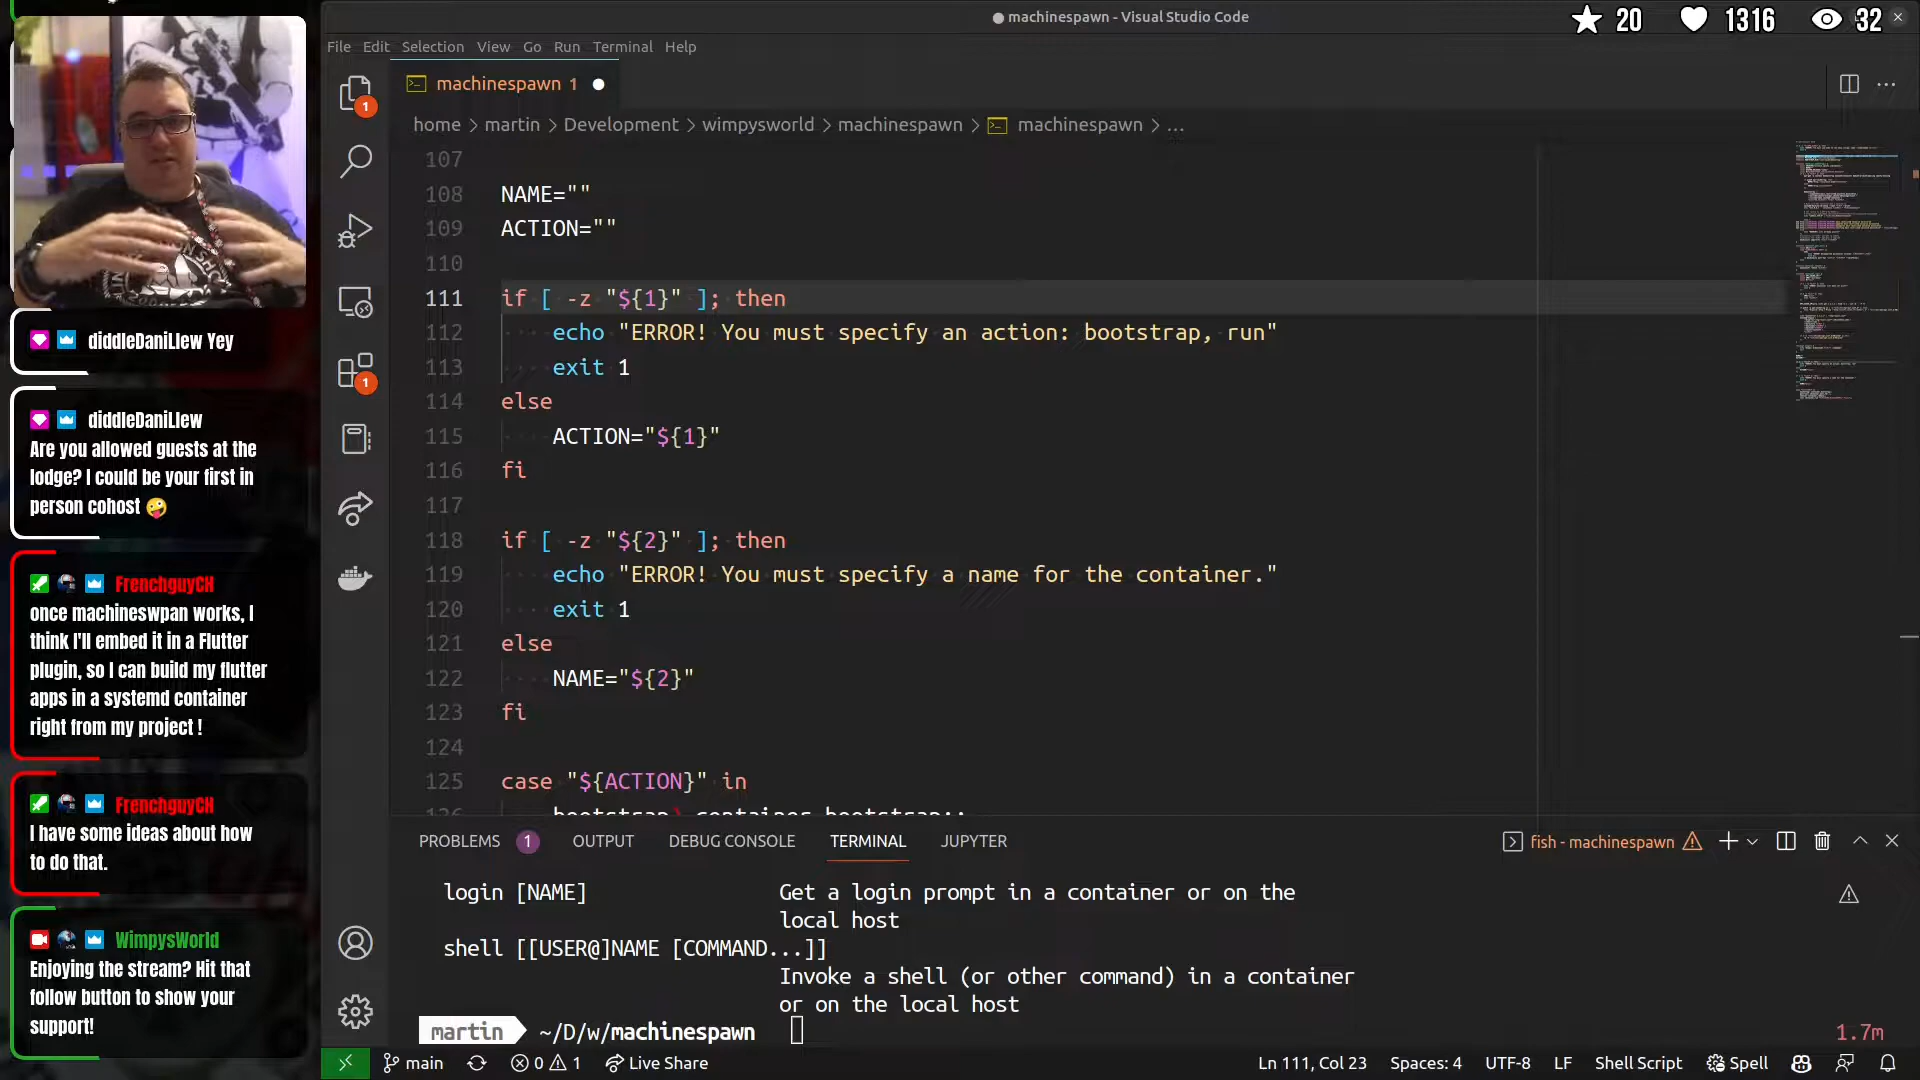 machinespawn - Visual Studio Code
20
1316
32
File Edit Selection View Go Run Terminal Help
machinespawn 1
home > martin > Development > wimpysworld > machinespawn > machinespawn > ...
107
108 NAME=""
109 ACTION=""
110
111 if [ -z "${1}" ]; then
112 echo "ERROR! You must specify an action: bootstrap, run"
113 exit 1
114 else
115 ACTION="${1}"
116 fi
117
118 if [ -z "${2}" ]; then
119 echo "ERROR! You must specify a name for the container."
120 exit 1
121 else
122 NAME="${2}"
123 fi
124
125 case "${ACTION}" in
126 bootstrap) container_bootstrap;;
1
1
diddleDaniLlew Yey
diddleDaniLlew
Are you allowed guests at the
lodge? I could be your first in
person cohost 🤪
FrenchguyCH
once machineswpan works, I
think I'll embed it in a Flutter
plugin, so I can build my flutter
apps in a systemd container
right from my project !
FrenchguyCH
I have some ideas about how
to do that.
WimpysWorld
Enjoying the stream? Hit that
follow button to show your
support!
PROBLEMS 1 OUTPUT DEBUG CONSOLE TERMINAL JUPYTER
fish - machinespawn
login [NAME] Get a login prompt in a container or on the
local host
shell [[USER@]NAME [COMMAND...]]
Invoke a shell (or other command) in a container
or on the local host
martin ~/D/w/machinespawn
1.7m
main 0 1 Live Share
Ln 111, Col 23 Spaces: 4 UTF-8 LF Shell Script Spell